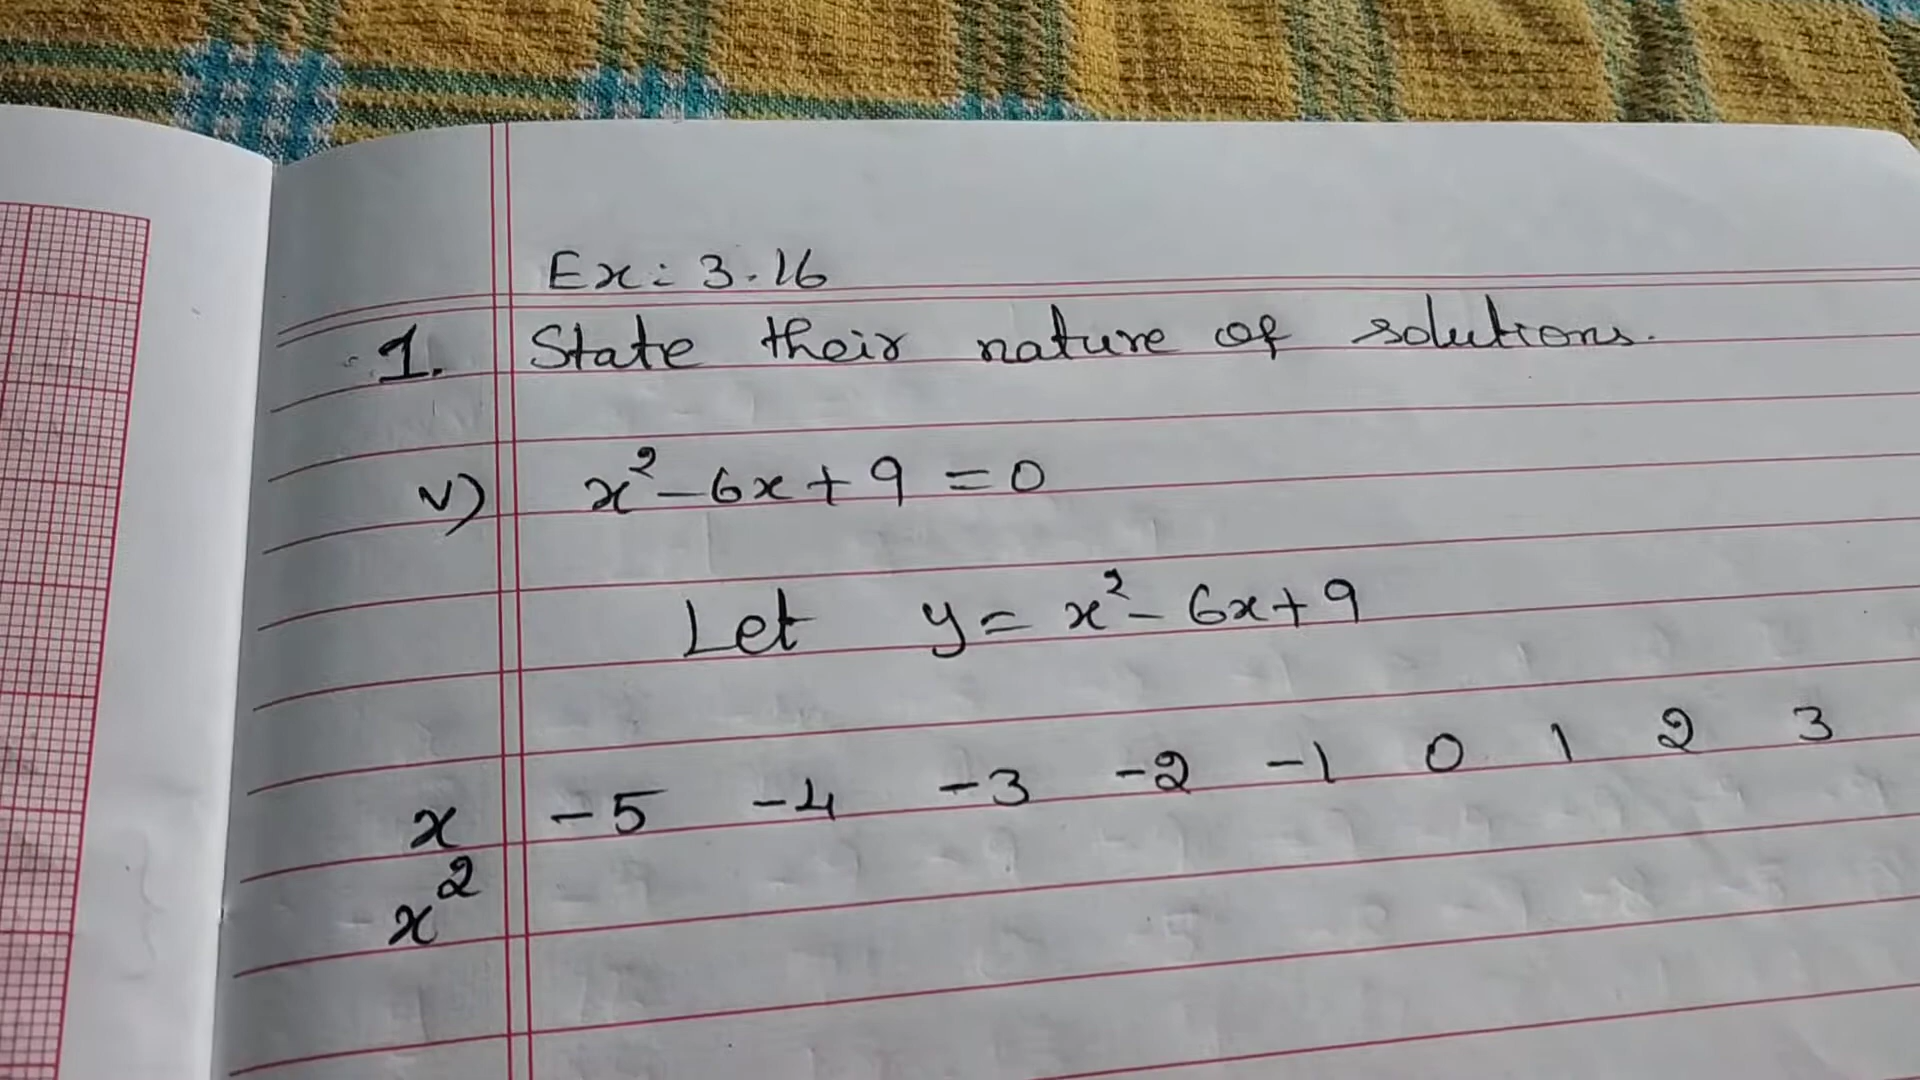 Ex: 3.16
1. State their nature of solutions.
v) x² - 6x + 9 = 0
Let y = x² - 6x + 9
x -5 -4 -3 -2 -1 0 1 2 3
x²